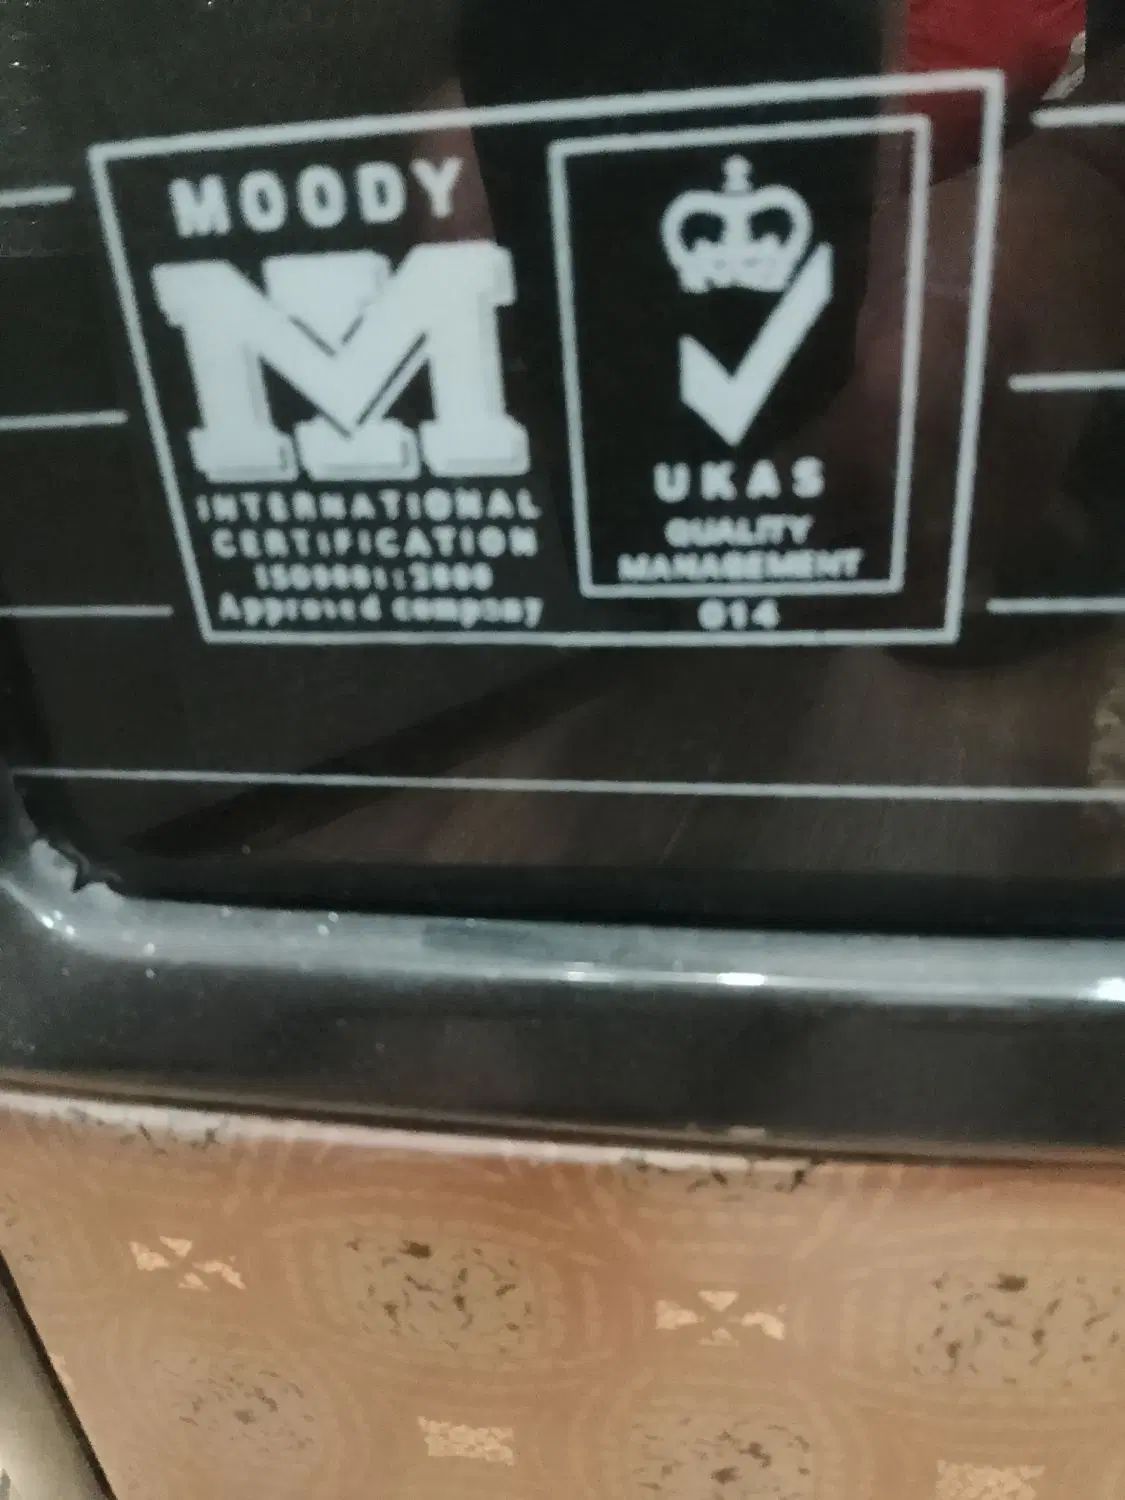 MOODY
INTERNATIONAL
CERTIFICATION
ISO9001:2000
Approved company
UKAS
QUALITY
MANAGEMENT
014